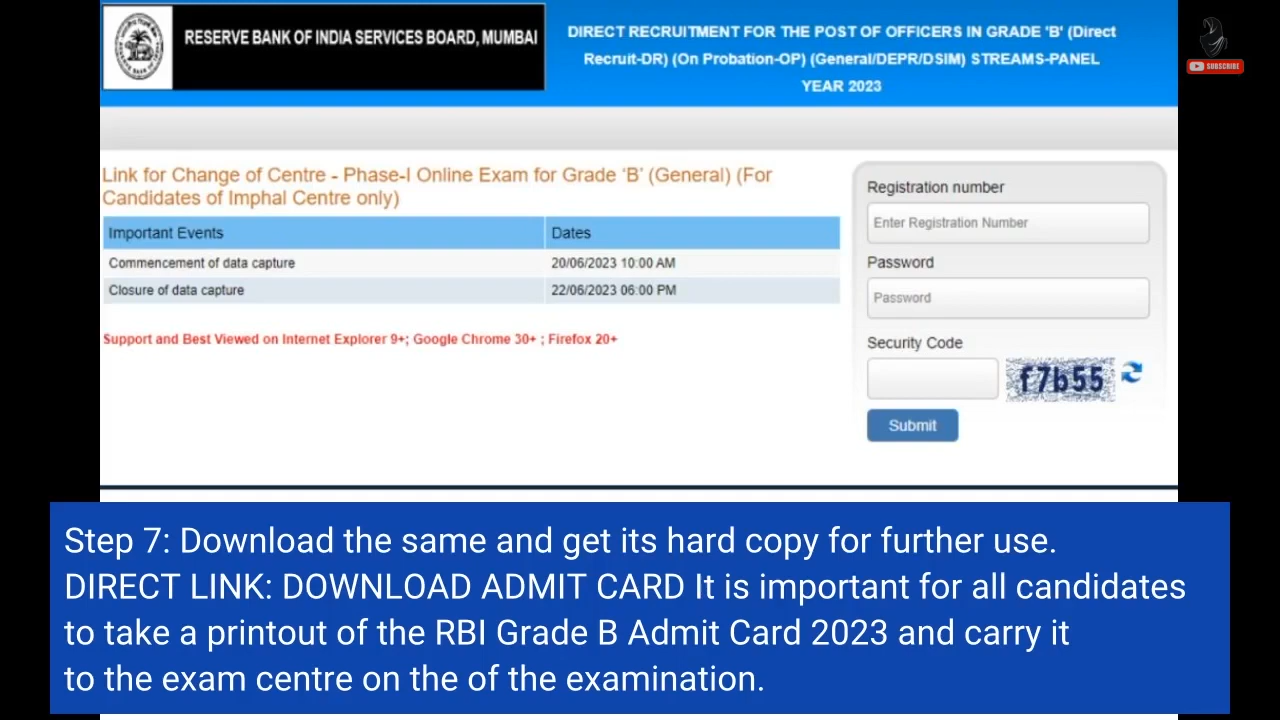 RESERVE BANK OF INDIA SERVICES BOARD, MUMBAI
DIRECT RECRUITMENT FOR THE POST OF OFFICERS IN GRADE 'B' (Direct
Recruit-DR) (On Probation-OP) (General/DEPR/DSIM) STREAMS-PANEL
YEAR 2023
SUBSCRIBE
Link for Change of Centre - Phase-I Online Exam for Grade 'B' (General) (For
Candidates of Imphal Centre only)
Important Events Dates
Commencement of data capture 20/06/2023 10:00 AM
Closure of data capture 22/06/2023 06:00 PM
Support and Best Viewed on Internet Explorer 9+; Google Chrome 30+ ; Firefox 20+
Registration number
Enter Registration Number
Password
Password
Security Code
f7b55
Submit
Step 7: Download the same and get its hard copy for further use.
DIRECT LINK: DOWNLOAD ADMIT CARD It is important for all candidates
to take a printout of the RBI Grade B Admit Card 2023 and carry it
to the exam centre on the of the examination.